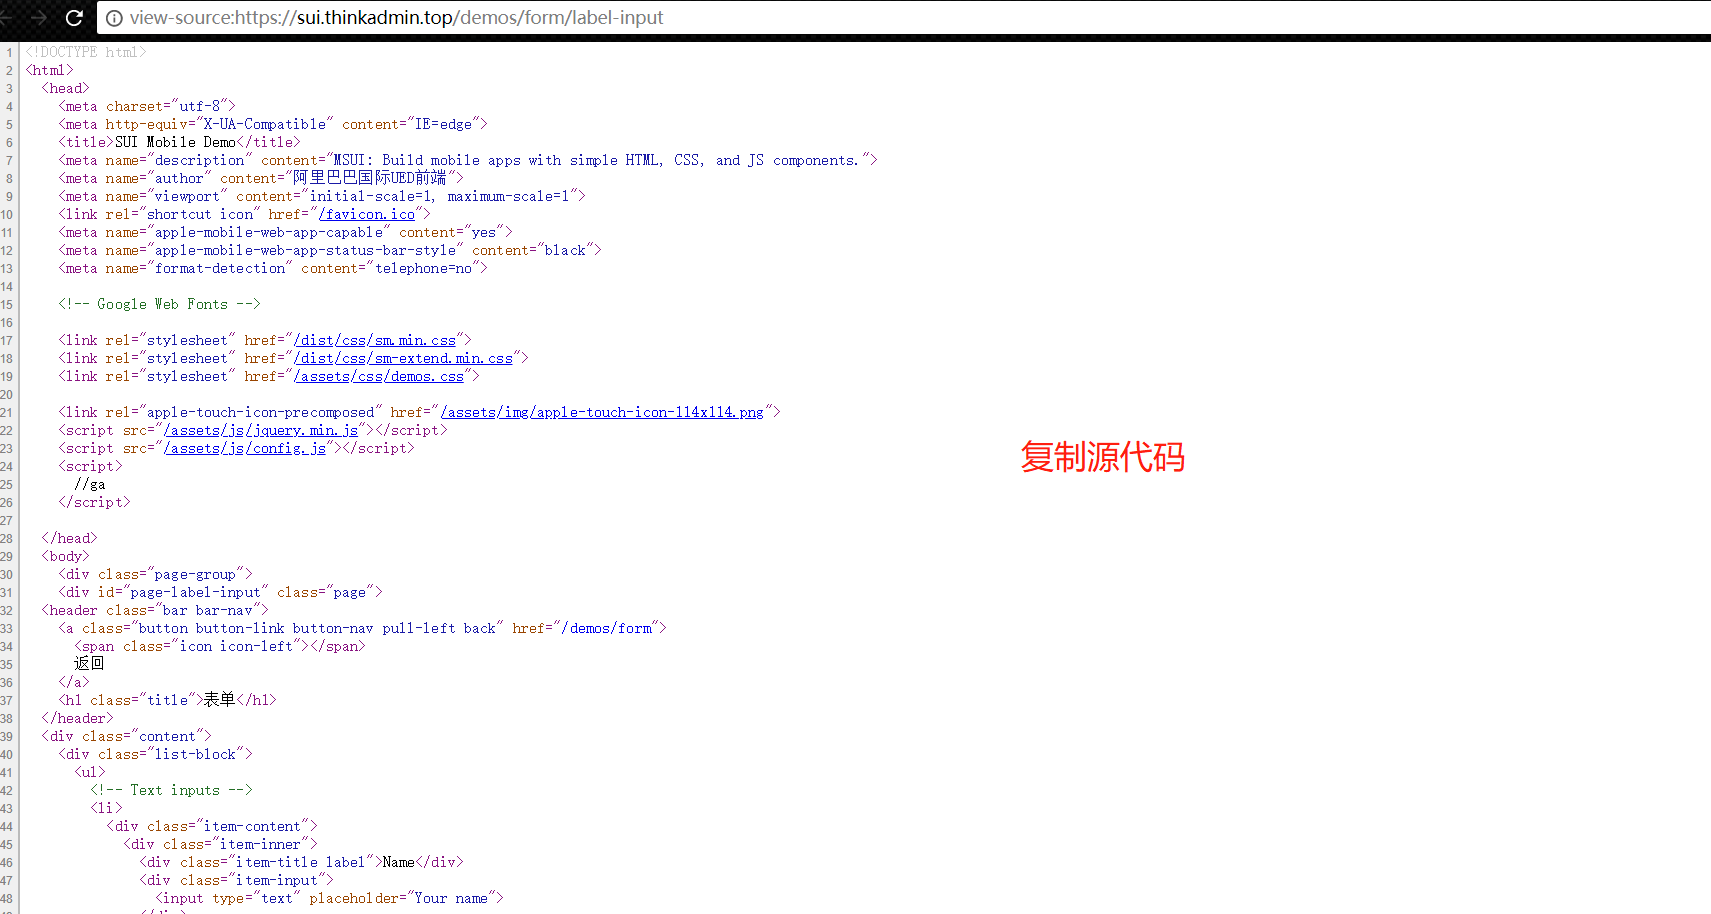 view-source:https://sui.thinkadmin.top/demos/form/label-input
1 <!DOCTYPE html>
2 <html>
3 <head>
4 <meta charset="utf-8">
5 <meta http-equiv="X-UA-Compatible" content="IE=edge">
6 <title>SUI Mobile Demo</title>
7 <meta name="description" content="MSUI: Build mobile apps with simple HTML, CSS, and JS components.">
8 <meta name="author" content="阿里巴巴国际UED前端">
9 <meta name="viewport" content="initial-scale=1, maximum-scale=1">
10 <link rel="shortcut icon" href="/favicon.ico">
11 <meta name="apple-mobile-web-app-capable" content="yes">
12 <meta name="apple-mobile-web-app-status-bar-style" content="black">
13 <meta name="format-detection" content="telephone=no">
14
15 <!-- Google Web Fonts -->
16
17 <link rel="stylesheet" href="/dist/css/sm.min.css">
18 <link rel="stylesheet" href="/dist/css/sm-extend.min.css">
19 <link rel="stylesheet" href="/assets/css/demos.css">
20
21 <link rel="apple-touch-icon-precomposed" href="/assets/img/apple-touch-icon-114x114.png">
22 <script src="/assets/js/jquery.min.js"></script>
23 <script src="/assets/js/config.js"></script>
复制源代码
24 <script>
25 //ga
26 </script>
27
28 </head>
29 <body>
30 <div class="page-group">
31 <div id="page-label-input" class="page">
32 <header class="bar bar-nav">
33 <a class="button button-link button-nav pull-left back" href="/demos/form">
34 <span class="icon icon-left"></span>
35 返回
36 </a>
37 <h1 class="title">表单</h1>
38 </header>
39 <div class="content">
40 <div class="list-block">
41 <ul>
42 <!-- Text inputs -->
43 <li>
44 <div class="item-content">
45 <div class="item-inner">
46 <div class="item-title label">Name</div>
47 <div class="item-input">
48 <input type="text" placeholder="Your name">